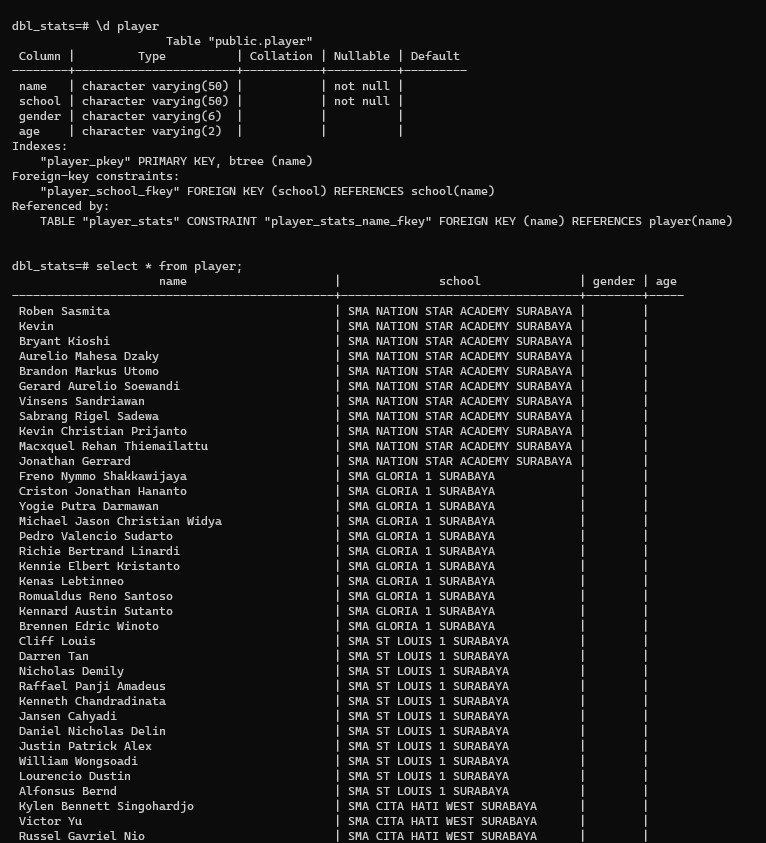 dbl_stats=# \d player
                      Table "public.player"
 Column |         Type          | Collation | Nullable | Default
--------+-----------------------+-----------+----------+---------
 name   | character varying(50) |           | not null |
 school | character varying(50) |           | not null |
 gender | character varying(6)  |           |          |
 age    | character varying(2)  |           |          |
Indexes:
    "player_pkey" PRIMARY KEY, btree (name)
Foreign-key constraints:
    "player_school_fkey" FOREIGN KEY (school) REFERENCES school(name)
Referenced by:
    TABLE "player_stats" CONSTRAINT "player_stats_name_fkey" FOREIGN KEY (name) REFERENCES player(name)
dbl_stats=# select * from player;
                     name                     |              school              | gender | age
----------------------------------------------+----------------------------------+--------+-----
 Roben Sasmita                                | SMA NATION STAR ACADEMY SURABAYA |        |
 Kevin                                        | SMA NATION STAR ACADEMY SURABAYA |        |
 Bryant Kioshi                                | SMA NATION STAR ACADEMY SURABAYA |        |
 Aurelio Mahesa Dzaky                         | SMA NATION STAR ACADEMY SURABAYA |        |
 Brandon Markus Utomo                         | SMA NATION STAR ACADEMY SURABAYA |        |
 Gerard Aurelio Soewandi                      | SMA NATION STAR ACADEMY SURABAYA |        |
 Vinsens Sandriawan                           | SMA NATION STAR ACADEMY SURABAYA |        |
 Sabrang Rigel Sadewa                         | SMA NATION STAR ACADEMY SURABAYA |        |
 Kevin Christian Prijanto                     | SMA NATION STAR ACADEMY SURABAYA |        |
 Macxquel Rehan Thiemailattu                  | SMA NATION STAR ACADEMY SURABAYA |        |
 Jonathan Gerrard                             | SMA NATION STAR ACADEMY SURABAYA |        |
 Freno Nymmo Shakkawijaya                     | SMA GLORIA 1 SURABAYA            |        |
 Criston Jonathan Hananto                     | SMA GLORIA 1 SURABAYA            |        |
 Yogie Putra Darmawan                         | SMA GLORIA 1 SURABAYA            |        |
 Michael Jason Christian Widya                | SMA GLORIA 1 SURABAYA            |        |
 Pedro Valencio Sudarto                       | SMA GLORIA 1 SURABAYA            |        |
 Richie Bertrand Linardi                      | SMA GLORIA 1 SURABAYA            |        |
 Kennie Elbert Kristanto                      | SMA GLORIA 1 SURABAYA            |        |
 Kenas Lebtinneo                              | SMA GLORIA 1 SURABAYA            |        |
 Romualdus Reno Santoso                       | SMA GLORIA 1 SURABAYA            |        |
 Kennard Austin Sutanto                       | SMA GLORIA 1 SURABAYA            |        |
 Brennen Edric Winoto                         | SMA GLORIA 1 SURABAYA            |        |
 Cliff Louis                                  | SMA ST LOUIS 1 SURABAYA          |        |
 Darren Tan                                   | SMA ST LOUIS 1 SURABAYA          |        |
 Nicholas Demily                              | SMA ST LOUIS 1 SURABAYA          |        |
 Raffael Panji Amadeus                        | SMA ST LOUIS 1 SURABAYA          |        |
 Kenneth Chandradinata                        | SMA ST LOUIS 1 SURABAYA          |        |
 Jansen Cahyadi                               | SMA ST LOUIS 1 SURABAYA          |        |
 Daniel Nicholas Delin                        | SMA ST LOUIS 1 SURABAYA          |        |
 Justin Patrick Alex                          | SMA ST LOUIS 1 SURABAYA          |        |
 William Wongsoadi                            | SMA ST LOUIS 1 SURABAYA          |        |
 Lourencio Dustin                             | SMA ST LOUIS 1 SURABAYA          |        |
 Alfonsus Bernd                               | SMA ST LOUIS 1 SURABAYA          |        |
 Kylen Bennett Singohardjo                    | SMA CITA HATI WEST SURABAYA      |        |
 Victor Yu                                    | SMA CITA HATI WEST SURABAYA      |        |
 Russel Gavriel Nio                           | SMA CITA HATI WEST SURABAYA      |        |